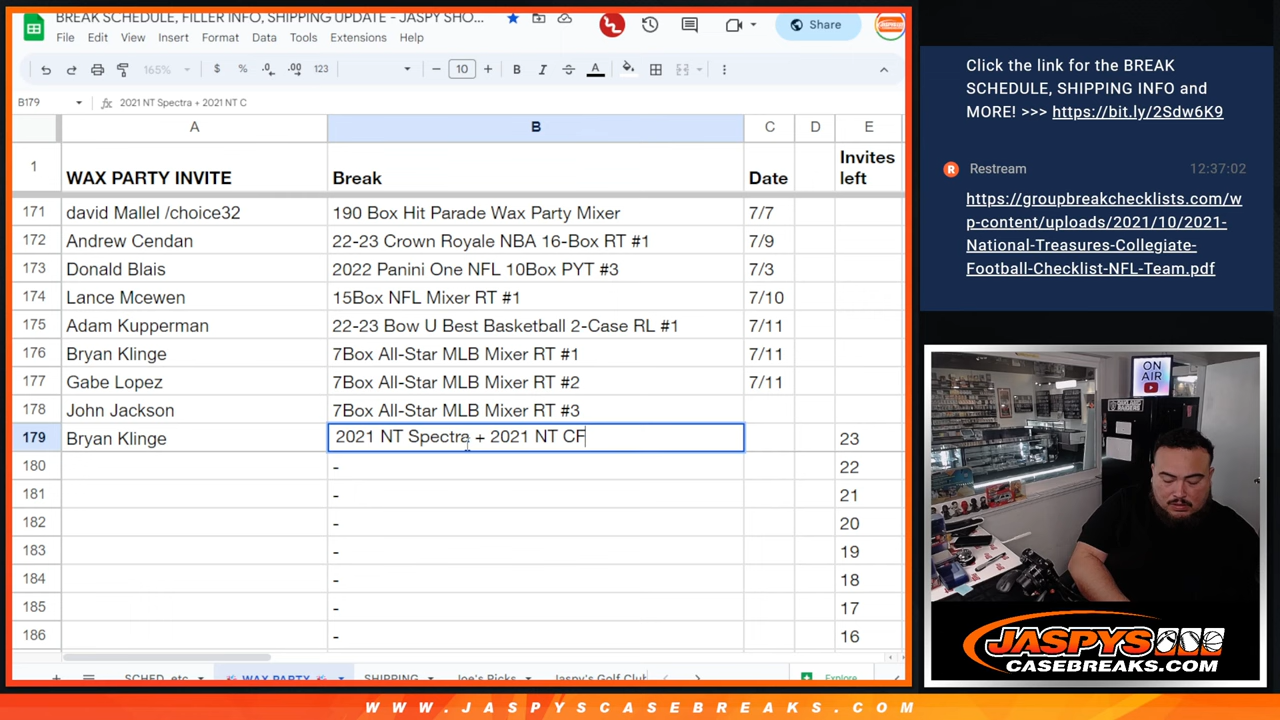 BREAK SCHEDULE, FILLER INFO, SHIPPING UPDATE - JASPY SHO...
File Edit View Insert Format Data Tools Extensions Help
Share
165% $ % .0 .00 123 10 B I A
B179 fx 2021 NT Spectra + 2021 NT C
A B C D E
1 WAX PARTY INVITE Break Date Invites left
171 david Mallel /choice32 190 Box Hit Parade Wax Party Mixer 7/7
172 Andrew Cendan 22-23 Crown Royale NBA 16-Box RT #1 7/9
173 Donald Blais 2022 Panini One NFL 10Box PYT #3 7/3
174 Lance Mcewen 15Box NFL Mixer RT #1 7/10
175 Adam Kupperman 22-23 Bow U Best Basketball 2-Case RL #1 7/11
176 Bryan Klinge 7Box All-Star MLB Mixer RT #1 7/11
177 Gabe Lopez 7Box All-Star MLB Mixer RT #2 7/11
178 John Jackson 7Box All-Star MLB Mixer RT #3
179 Bryan Klinge 2021 NT Spectra + 2021 NT CF 23
180 - 22
181 - 21
182 - 20
183 - 19
184 - 18
185 - 17
186 - 16
SCHED, etc WAX PARTY SHIPPING Joe's Picks Jaspy's Golf Club Explore
Click the link for the BREAK
SCHEDULE, SHIPPING INFO and
MORE! >>> https://bit.ly/2Sdw6K9
R Restream 12:37:02
https://groupbreakchecklists.com/w
p-content/uploads/2021/10/2021-
National-Treasures-Collegiate-
Football-Checklist-NFL-Team.pdf
ON
AIR
JASPYS
CASEBREAKS.COM
WWW.JASPYSCASEBREAKS.COM